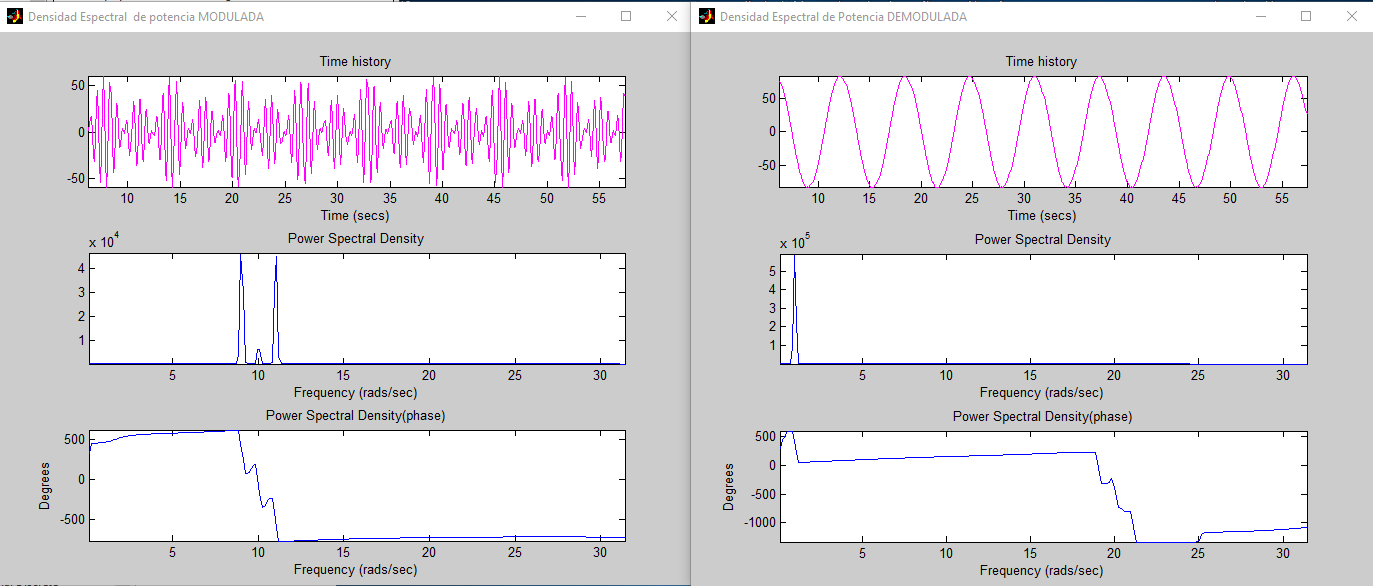 Densidad Espectral de potencia MODULADA
Time history
50
0
-50
10 15 20 25 30 35 40 45 50 55
Time (secs)
Power Spectral Density
x 10^4
4
3
2
1
5 10 15 20 25 30
Frequency (rads/sec)
Power Spectral Density(phase)
500
0
-500
Degrees
5 10 15 20 25 30
Frequency (rads/sec)
Densidad Espectral de Potencia DEMODULADA
Time history
50
0
-50
10 15 20 25 30 35 40 45 50 55
Time (secs)
Power Spectral Density
x 10^5
5
4
3
2
1
5 10 15 20 25 30
Frequency (rads/sec)
Power Spectral Density(phase)
500
0
-500
-1000
Degrees
5 10 15 20 25 30
Frequency (rads/sec)